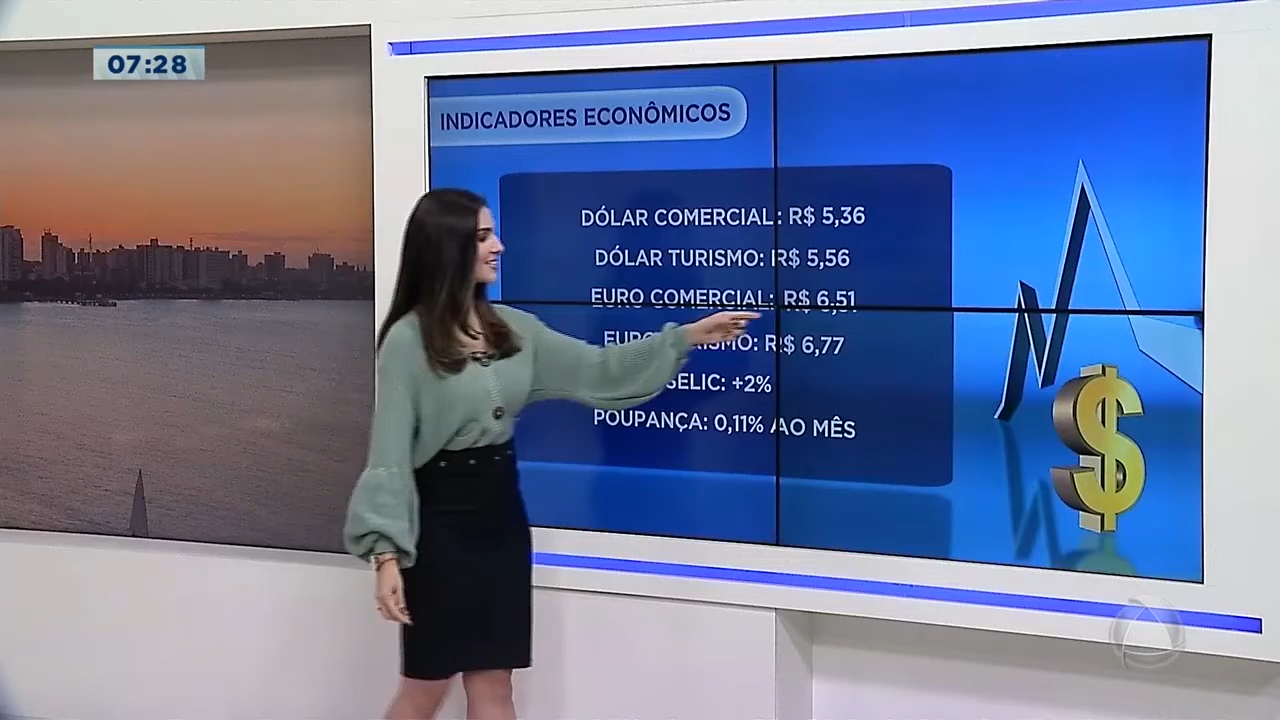 07:28
INDICADORES ECONÔMICOS
DÓLAR COMERCIAL: R$ 5,36
DÓLAR TURISMO: R$ 5,56
EURO COMERCIAL: R$ 6,51
EURO TURISMO: R$ 6,77
SELIC: +2%
POUPANÇA: 0,11% AO MÊS